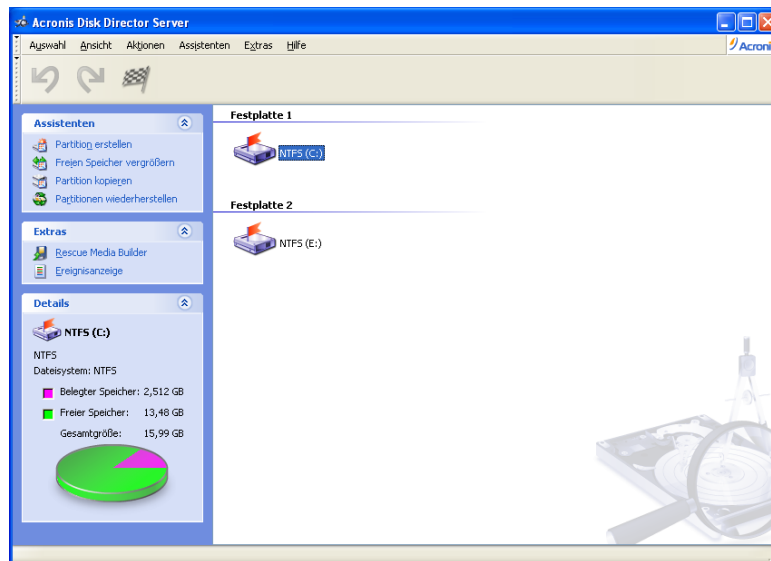 Acronis Disk Director Server
Auswahl Ansicht Aktionen Assistenten Extras Hilfe
Acroni
Assistenten
Partition erstellen
Freien Speicher vergrößern
Partition kopieren
Partitionen wiederherstellen
Extras
Rescue Media Builder
Ereignisanzeige
Details
NTFS (C:)
NTFS
Dateisystem: NTFS
Belegter Speicher: 2,512 GB
Freier Speicher: 13,48 GB
Gesamtgröße: 15,99 GB
Festplatte 1
NTFS (C:)
Festplatte 2
NTFS (E:)